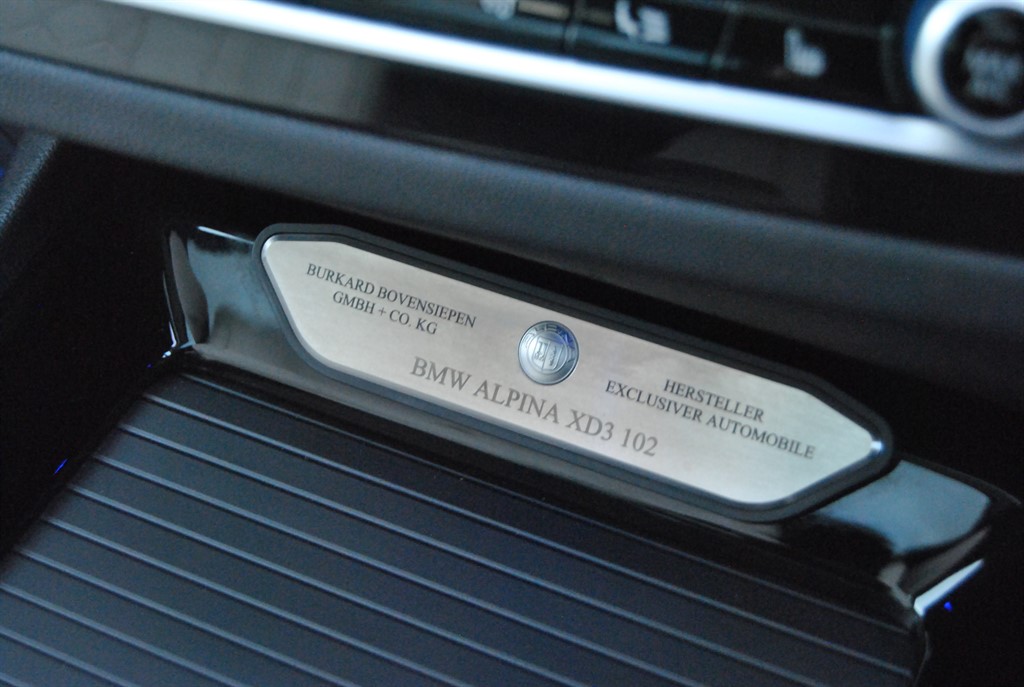 BURKARD BOVENSIEPEN
GMBH + CO. KG
HERSTELLER
EXCLUSIVER AUTOMOBILE
BMW ALPINA XD3 102